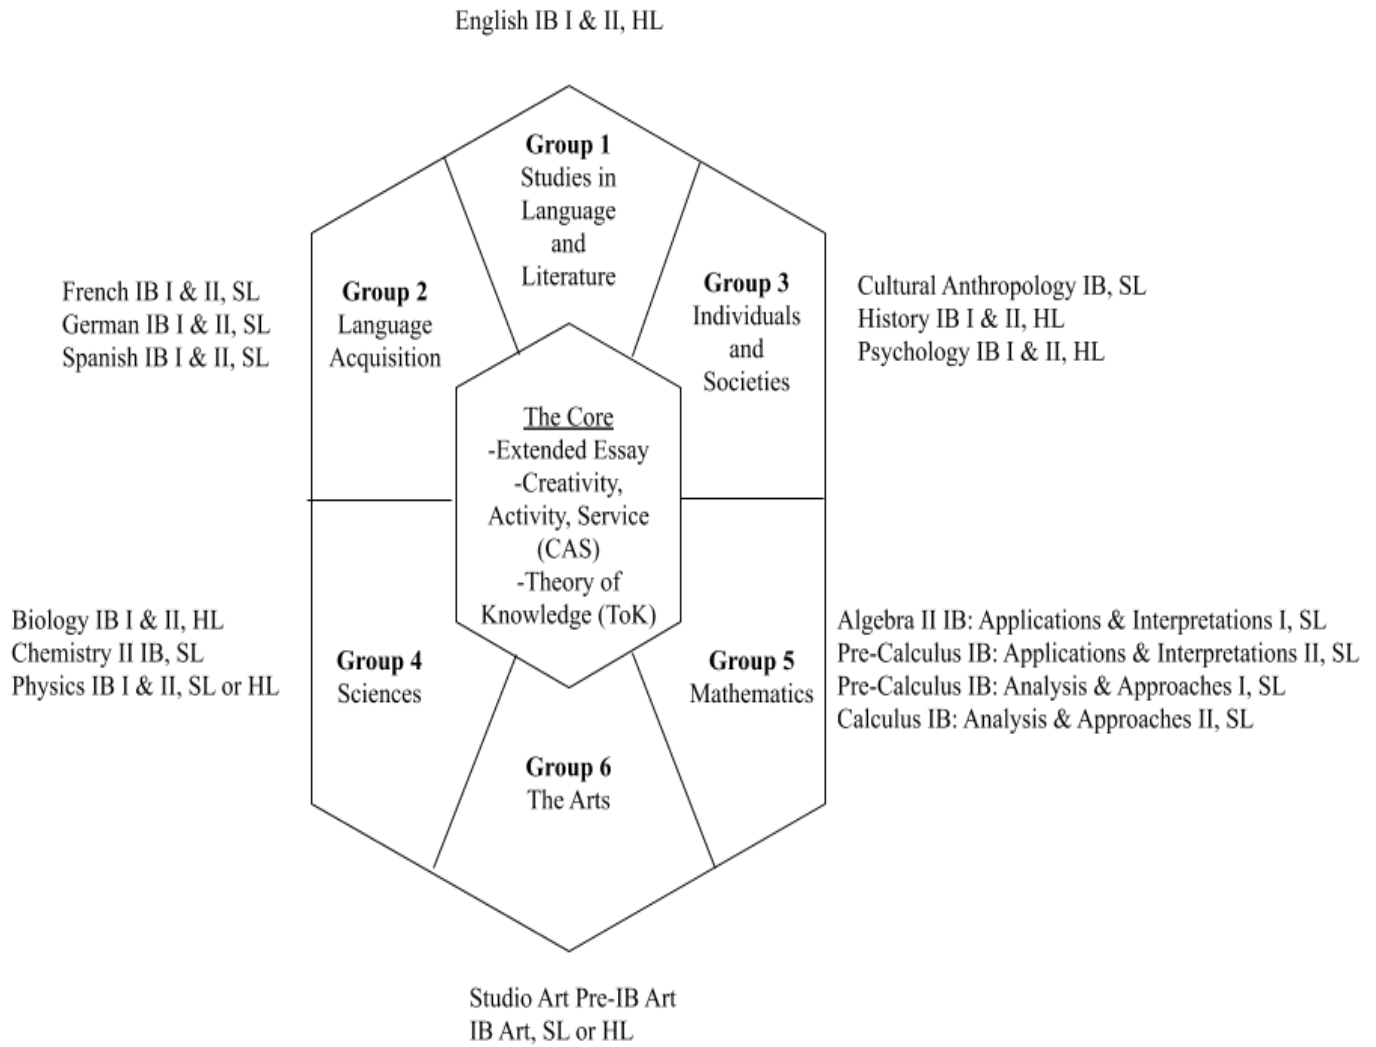 English IB I & II, HL
Group 1
Studies in
Language
and
Literature
French IB I & II, SL
German IB I & II, SL
Spanish IB I & II, SL
Group 2
Language
Acquisition
Group 3
Individuals
and
Societies
Cultural Anthropology IB, SL
History IB I & II, HL
Psychology IB I & II, HL
The Core
-Extended Essay
-Creativity,
Activity, Service
(CAS)
-Theory of
Knowledge (ToK)
Biology IB I & II, HL
Chemistry II IB, SL
Physics IB I & II, SL or HL
Group 4
Sciences
Group 5
Mathematics
Algebra II IB: Applications & Interpretations I, SL
Pre-Calculus IB: Applications & Interpretations II, SL
Pre-Calculus IB: Analysis & Approaches I, SL
Calculus IB: Analysis & Approaches II, SL
Group 6
The Arts
Studio Art Pre-IB Art
IB Art, SL or HL